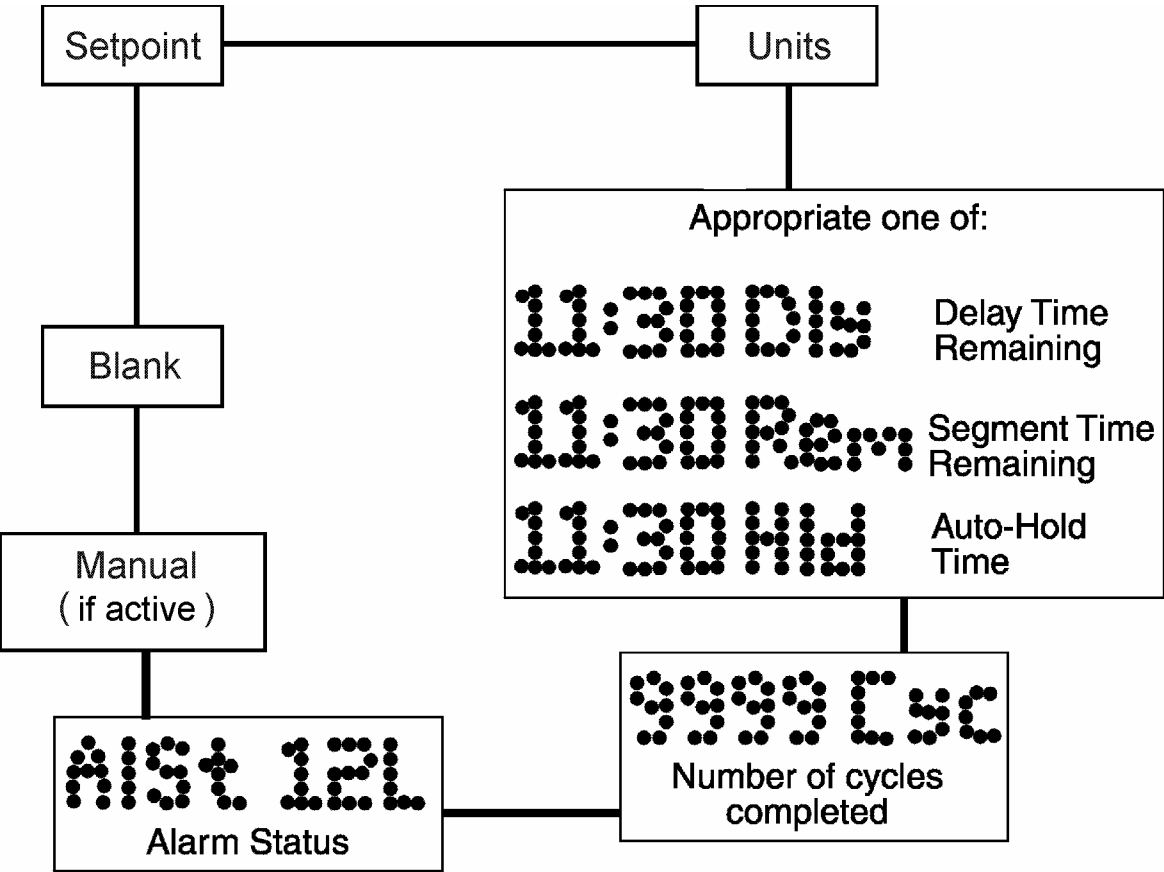 Setpoint
Units
Appropriate one of:
11:30 Dly
Delay Time
Remaining
11:30 Rem
Segment Time
Remaining
11:30 Hld
Auto-Hold
Time
Blank
Manual
( if active )
AlSt 12L
Alarm Status
9999 Cyc
Number of cycles
completed